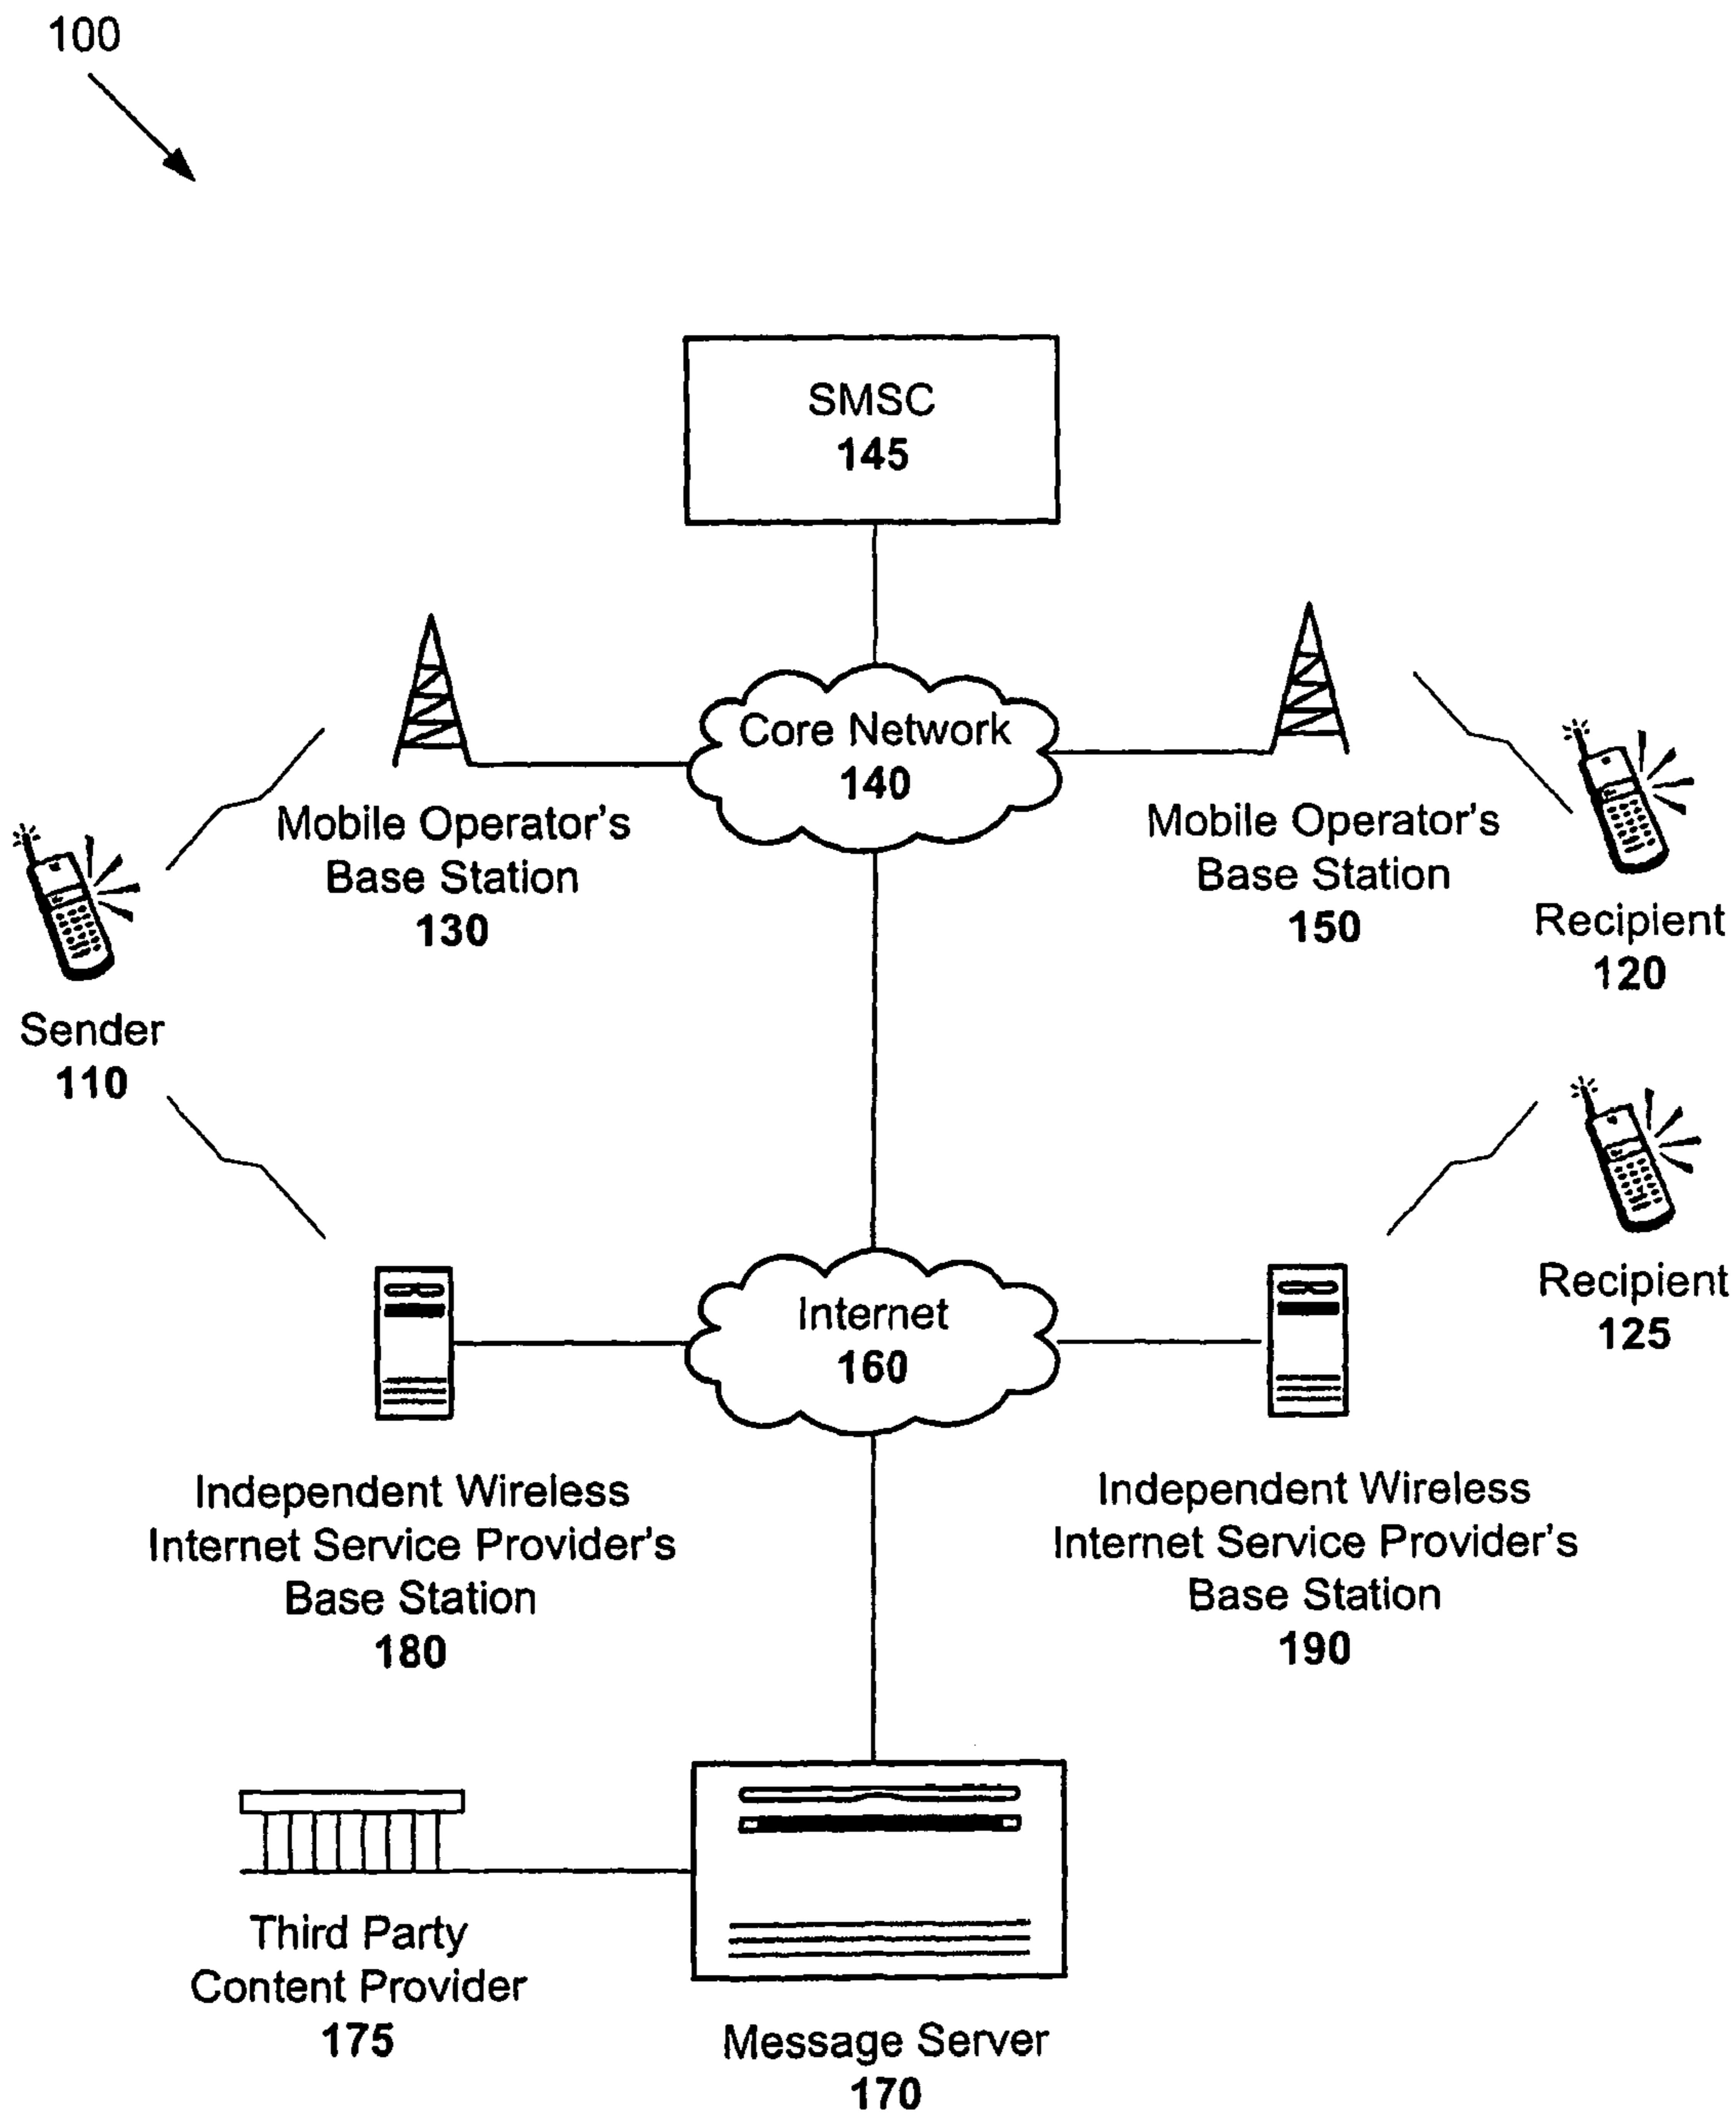 100
SMSC
145
Core Network
140
Mobile Operator's
Base Station
130
Mobile Operator's
Base Station
150
Recipient
120
Sender
110
Internet
160
Recipient
125
Independent Wireless
Internet Service Provider's
Base Station
180
Independent Wireless
Internet Service Provider's
Base Station
190
Third Party
Content Provider
175
Message Server
170